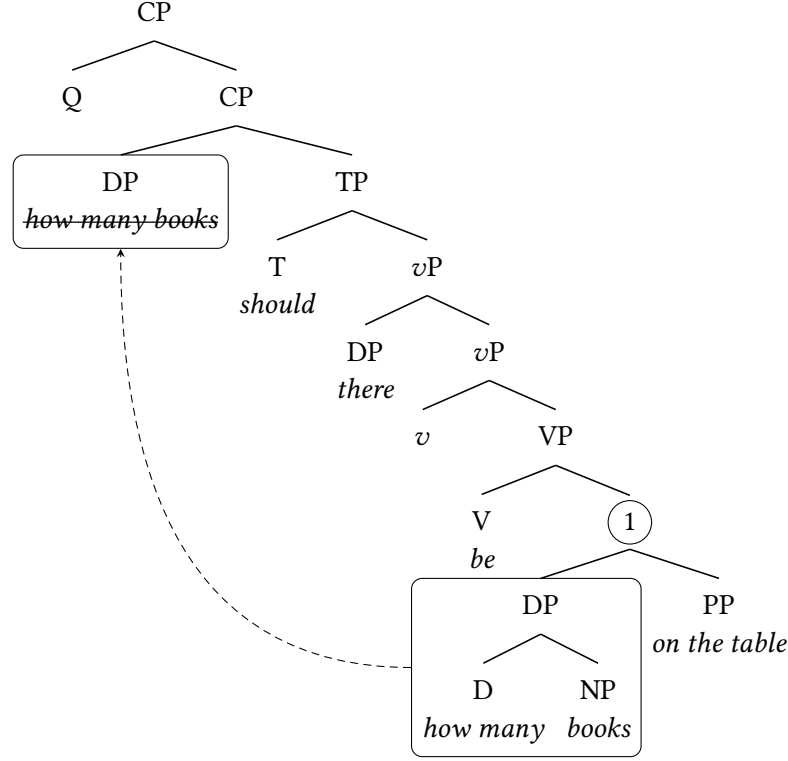 CP
Q CP
DP TP
how many books
T vP
should
DP vP
there
v VP
V 1
be
DP PP
on the table
D NP
how many books